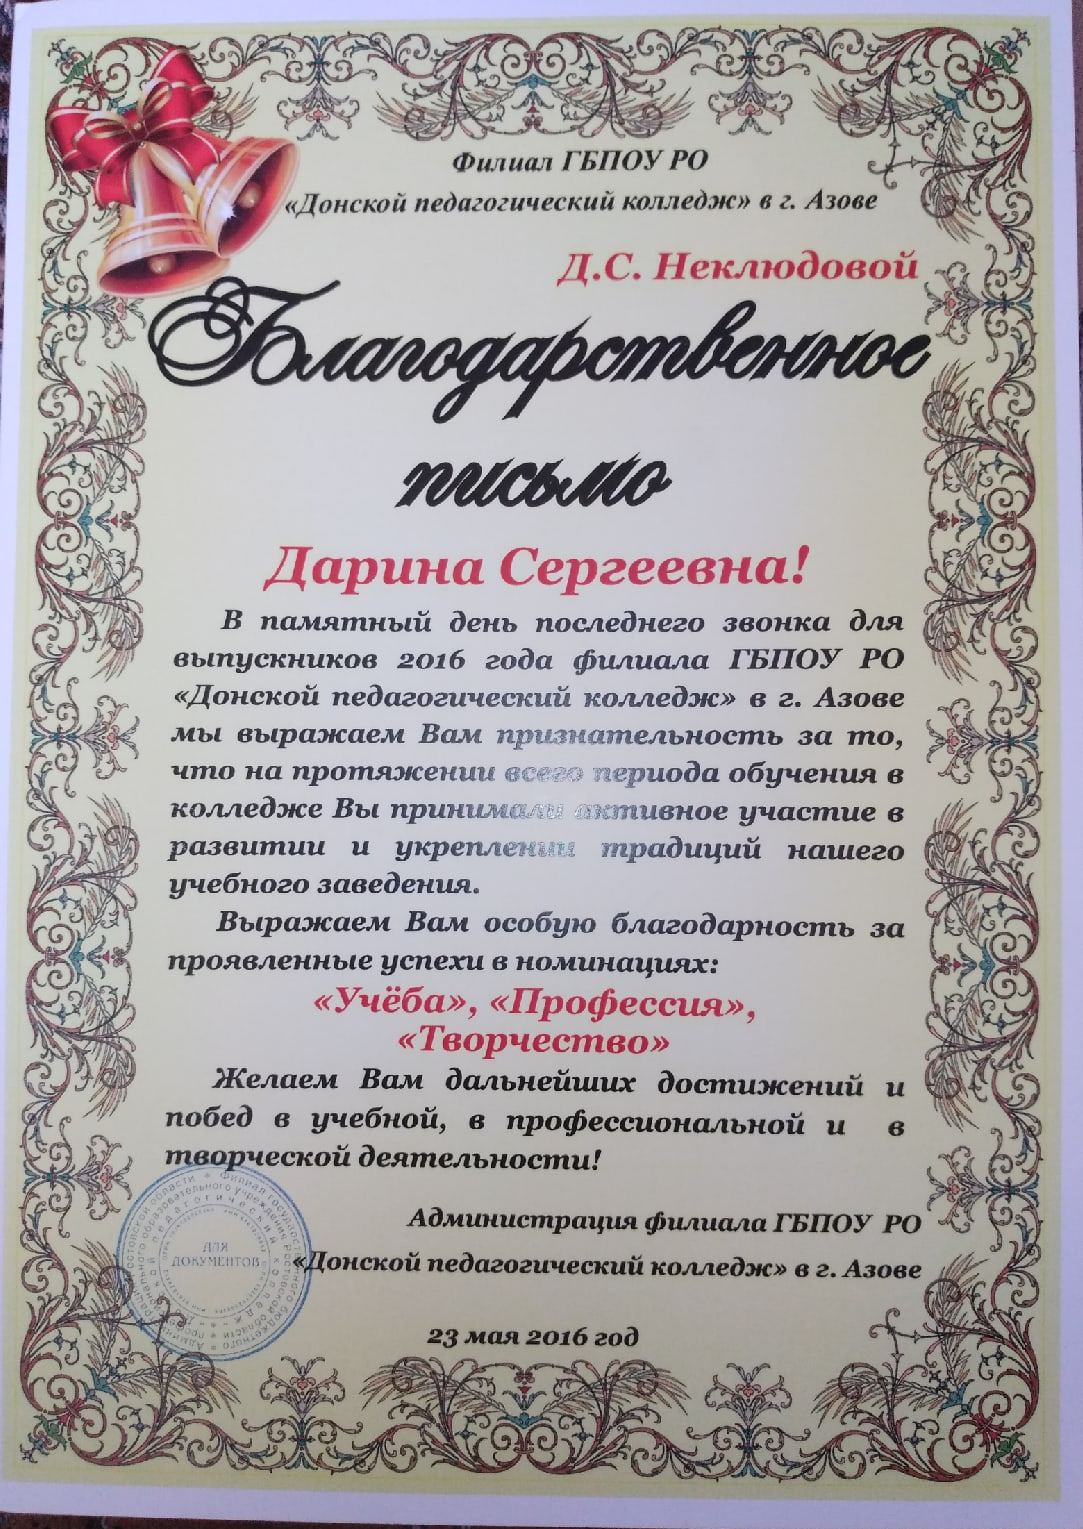 Филиал ГБПОУ РО
«Донской педагогический колледж» в г. Азове
Д.С. Неклюдовой
Благодарственное
письмо
Дарина Сергеевна!
В памятный день последнего звонка для
выпускников 2016 года филиала ГБПОУ РО
«Донской педагогический колледж» в г. Азове
мы выражаем Вам признательность за то,
что на протяжении всего периода обучения в
колледже Вы принимали активное участие в
развитии и укреплении традиций нашего
учебного заведения.
Выражаем Вам особую благодарность за
проявленные успехи в номинациях:
«Учёба», «Профессия»,
«Творчество»
Желаем Вам дальнейших достижений и
побед в учебной, в профессиональной и в
творческой деятельности!
Администрация филиала ГБПОУ РО
«Донской педагогический колледж» в г. Азове
ДЛЯ
ДОКУМЕНТОВ
23 мая 2016 год